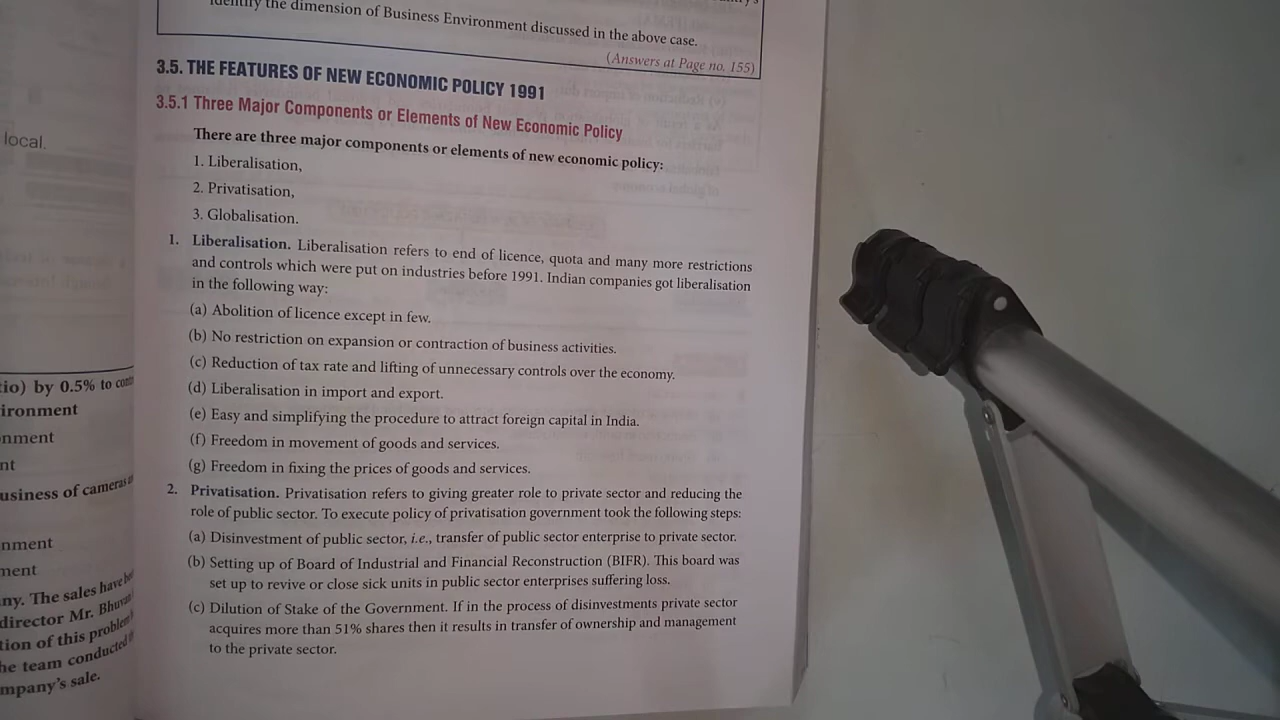 the dimension of Business Environment discussed in the above case.
(Answers at Page no. 155)
3.5. THE FEATURES OF NEW ECONOMIC POLICY 1991
3.5.1 Three Major Components or Elements of New Economic Policy
There are three major components or elements of new economic policy:
1. Liberalisation,
2. Privatisation,
3. Globalisation.
1. Liberalisation. Liberalisation refers to end of licence, quota and many more restrictions
and controls which were put on industries before 1991. Indian companies got liberalisation
in the following way:
(a) Abolition of licence except in few.
(b) No restriction on expansion or contraction of business activities.
(c) Reduction of tax rate and lifting of unnecessary controls over the economy.
(d) Liberalisation in import and export.
(e) Easy and simplifying the procedure to attract foreign capital in India.
(f) Freedom in movement of goods and services.
(g) Freedom in fixing the prices of goods and services.
2. Privatisation. Privatisation refers to giving greater role to private sector and reducing the
role of public sector. To execute policy of privatisation government took the following steps:
(a) Disinvestment of public sector, i.e., transfer of public sector enterprise to private sector.
(b) Setting up of Board of Industrial and Financial Reconstruction (BIFR). This board was
set up to revive or close sick units in public sector enterprises suffering loss.
(c) Dilution of Stake of the Government. If in the process of disinvestments private sector
acquires more than 51% shares then it results in transfer of ownership and management
to the private sector.
local.
by 0.5% to
usiness of cameras
ny. The sales have
director Mr.
tion of this
he team conducted
mpany's sale.